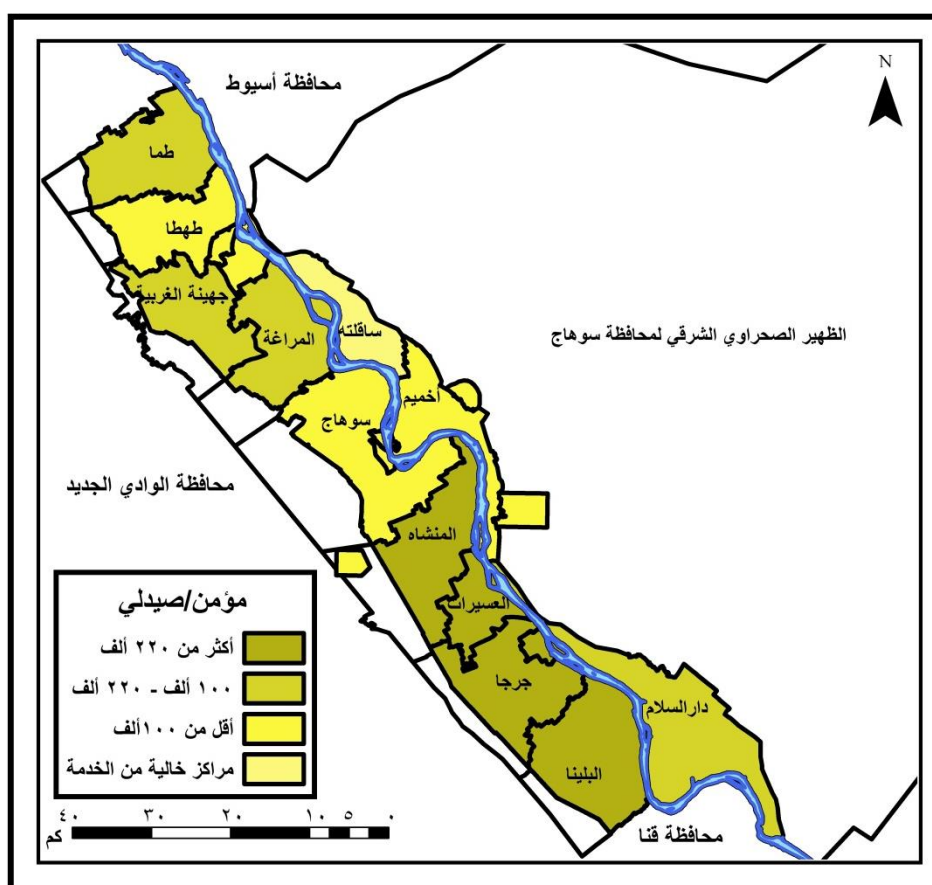 محافظة أسيوط
N
طما
طهطا
جهينة الغربية
ساقلته
المراغة
الظهير الصحراوي الشرقي لمحافظة سوهاج
أخميم
سوهاج
محافظة الوادي الجديد
المنشاه
العسيرات
جرجا
دارالسلام
البلينا
محافظة قنا
مؤمن/صيدلي
أكثر من ٢٢٠ ألف
١٠٠ ألف - ٢٢٠ ألف
أقل من ١٠٠ألف
مراكز خالية من الخدمة
٤٠ ٣٠ ٢٠ ١٠ ٥ ٠
كم